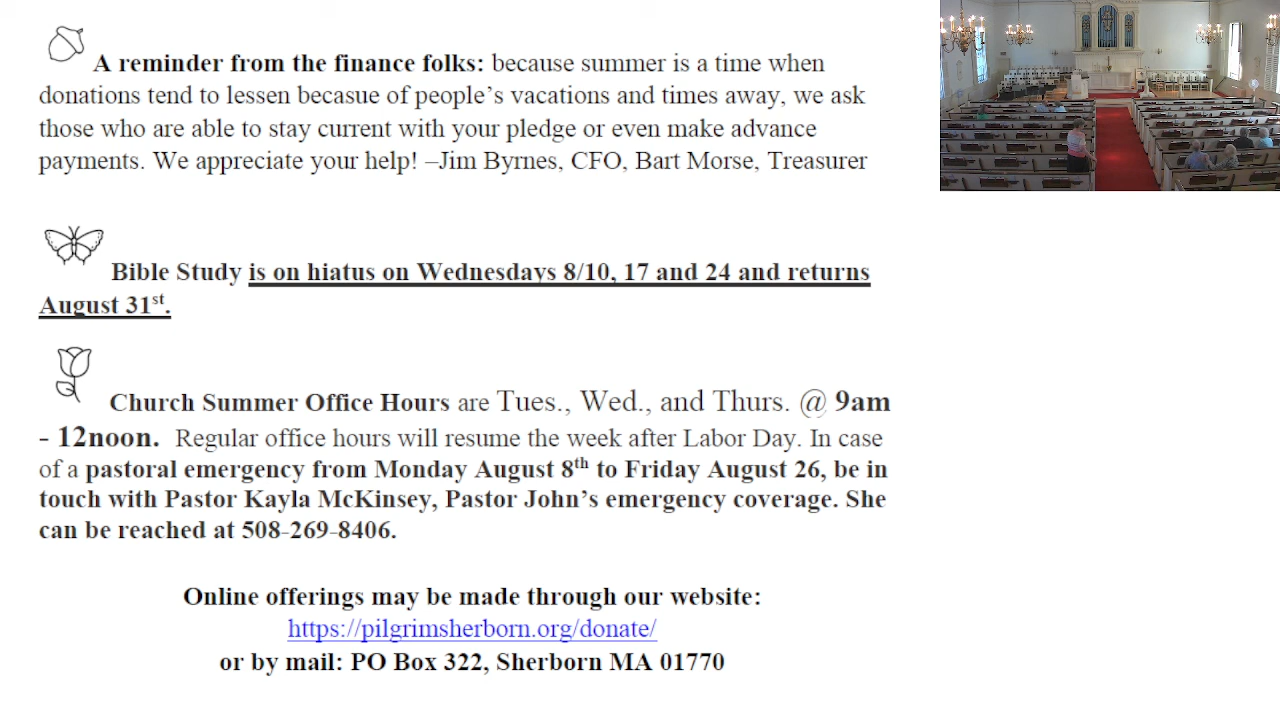 A reminder from the finance folks: because summer is a time when
donations tend to lessen becasue of people's vacations and times away, we ask
those who are able to stay current with your pledge or even make advance
payments. We appreciate your help! –Jim Byrnes, CFO, Bart Morse, Treasurer
Bible Study is on hiatus on Wednesdays 8/10, 17 and 24 and returns
August 31st.
Church Summer Office Hours are Tues., Wed., and Thurs. @ 9am
- 12noon. Regular office hours will resume the week after Labor Day. In case
of a pastoral emergency from Monday August 8th to Friday August 26, be in
touch with Pastor Kayla McKinsey, Pastor John's emergency coverage. She
can be reached at 508-269-8406.
Online offerings may be made through our website:
https://pilgrimsherborn.org/donate/
or by mail: PO Box 322, Sherborn MA 01770